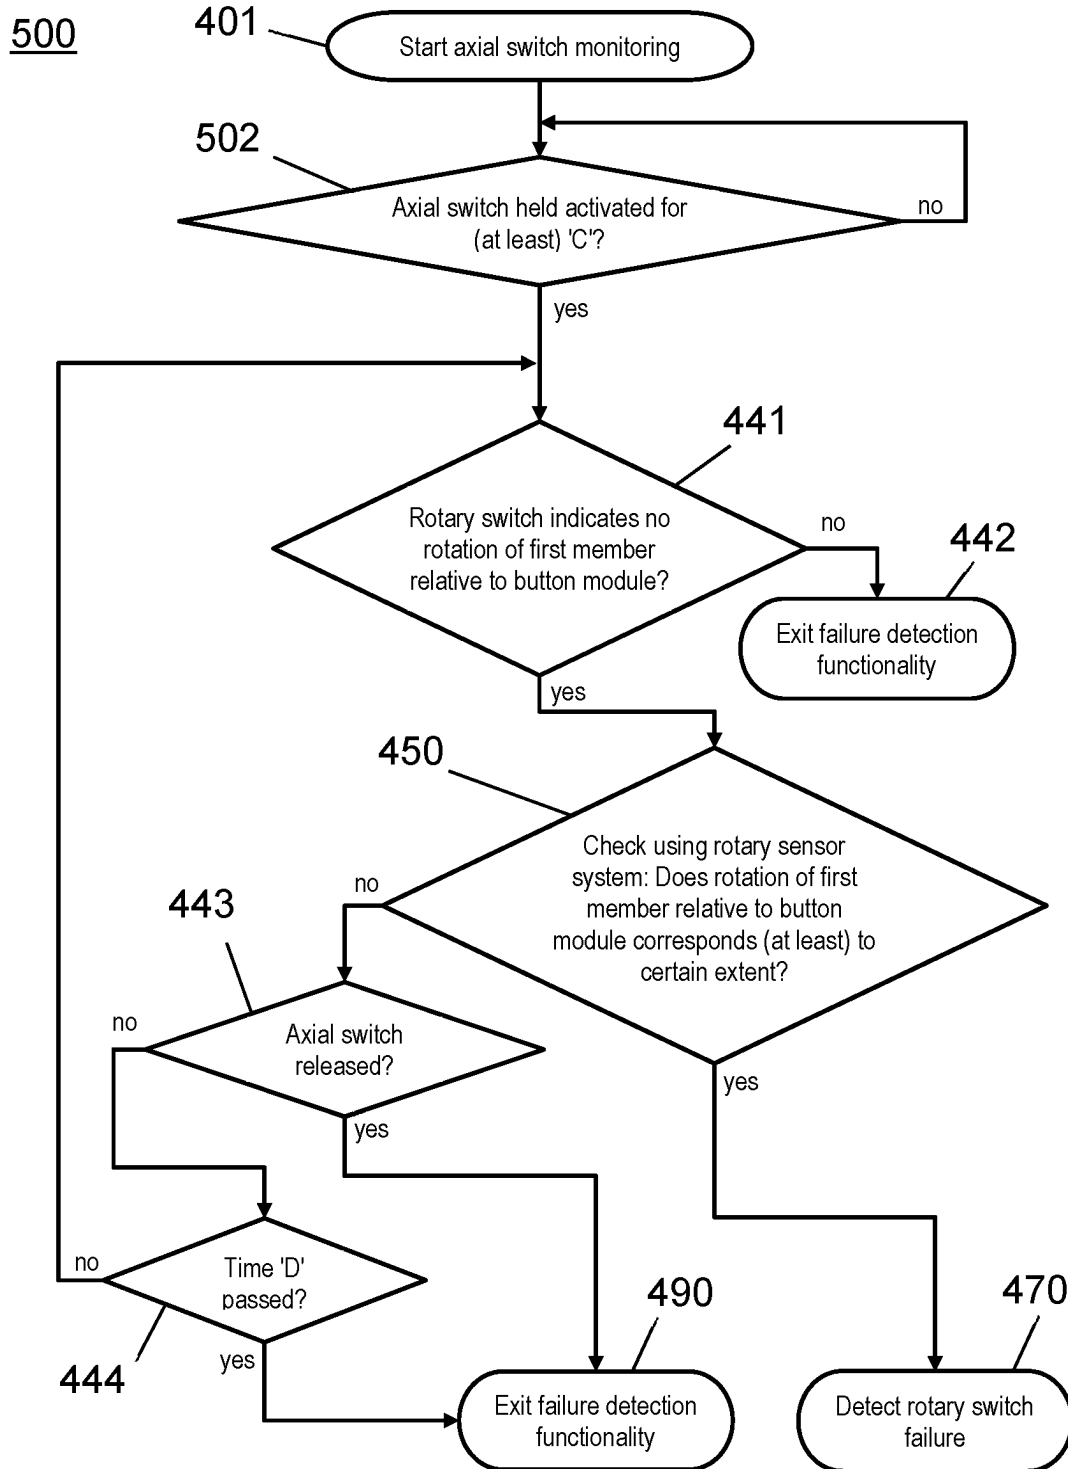 500
401
Start axial switch monitoring
502
Axial switch held activated for
(at least) 'C'?
no
yes
441
Rotary switch indicates no
rotation of first member
relative to button module?
no
442
Exit failure detection
functionality
yes
450
Check using rotary sensor
system: Does rotation of first
member relative to button
module corresponds (at least) to
certain extent?
no
443
Axial switch
released?
no
yes
yes
Time 'D'
passed?
no
444
yes
490
Exit failure detection
functionality
470
Detect rotary switch
failure